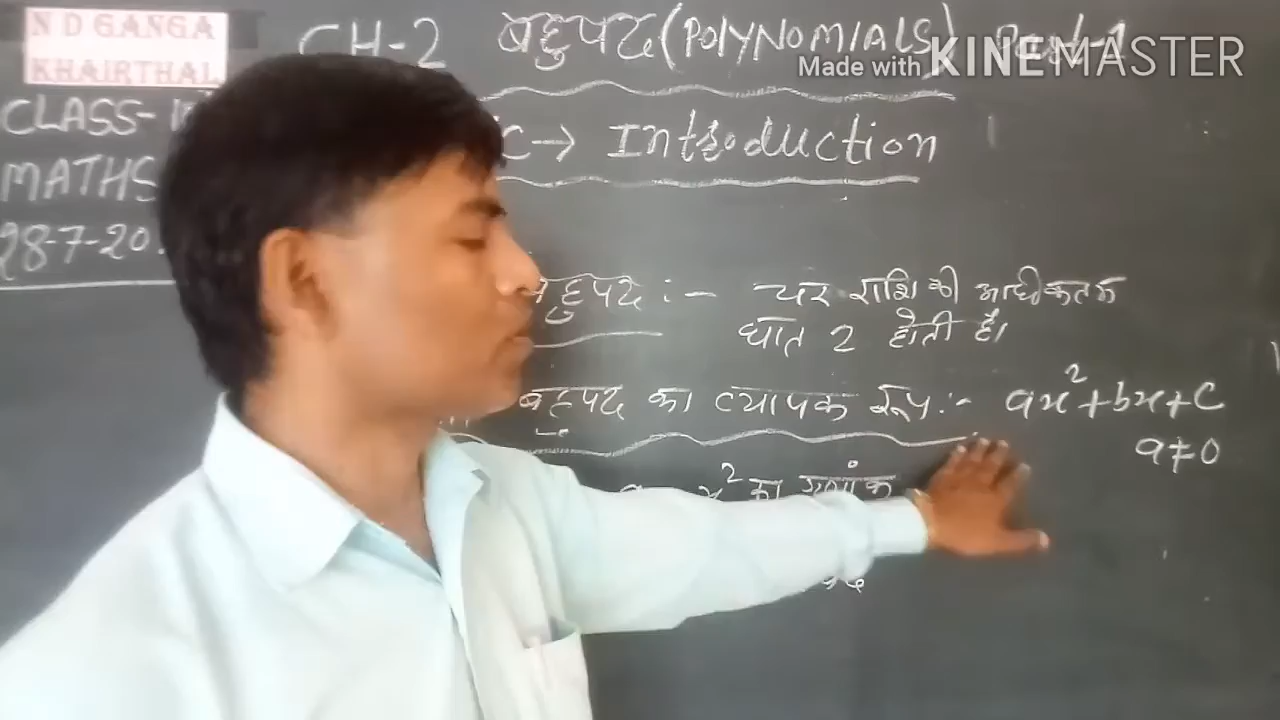 N D GANGA
KHAIRTHAL
CH-2 बहुपद (POLYNOMIALS) Part-1
Made with KINEMASTER
CLASS-
C→ Introduction
MATHS
28-7-20
बहुपद :- चर राशि की अधिकतम
घात 2 होती है।
बहुपद का व्यापक रूप :- ax²+bx+c
a≠0
x² का गुणांक